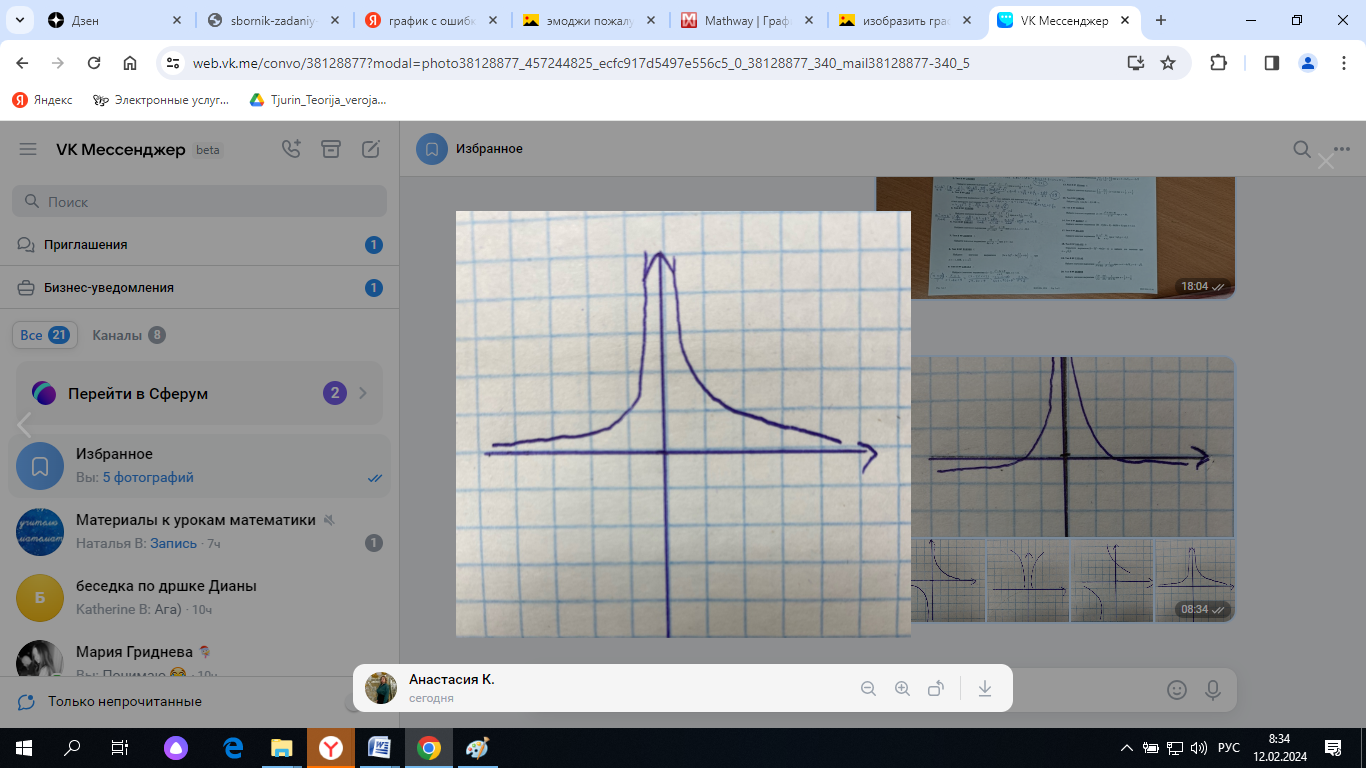 Дзен
sbornik-zadaniy-
график с ошибк
эмоджи пожалу
Mathway | Граф
изобразить гра
VK Мессенджер
web.vk.me/convo/38128877?modal=photo38128877_457244825_ecfc917d5497e556c5_0_38128877_340_mail38128877-340_5
Яндекс
Электронные услуг...
Tjurin_Teorija_veroja...
VK Мессенджер beta
Избранное
Поиск
Приглашения 1
Бизнес-уведомления 1
Все 21 Каналы 8
Перейти в Сферум 2
Избранное
Вы: 5 фотографий
Материалы к урокам математики
Наталья В: Запись · 7ч 1
Б
беседка по дршке Дианы
Katherine В: Ага) · 10ч
Мария Гриднева
Вы: Понимаю · 10ч
Только непрочитанные
18:04
08:34
Анастасия К.
сегодня
РУС
8:34
12.02.2024